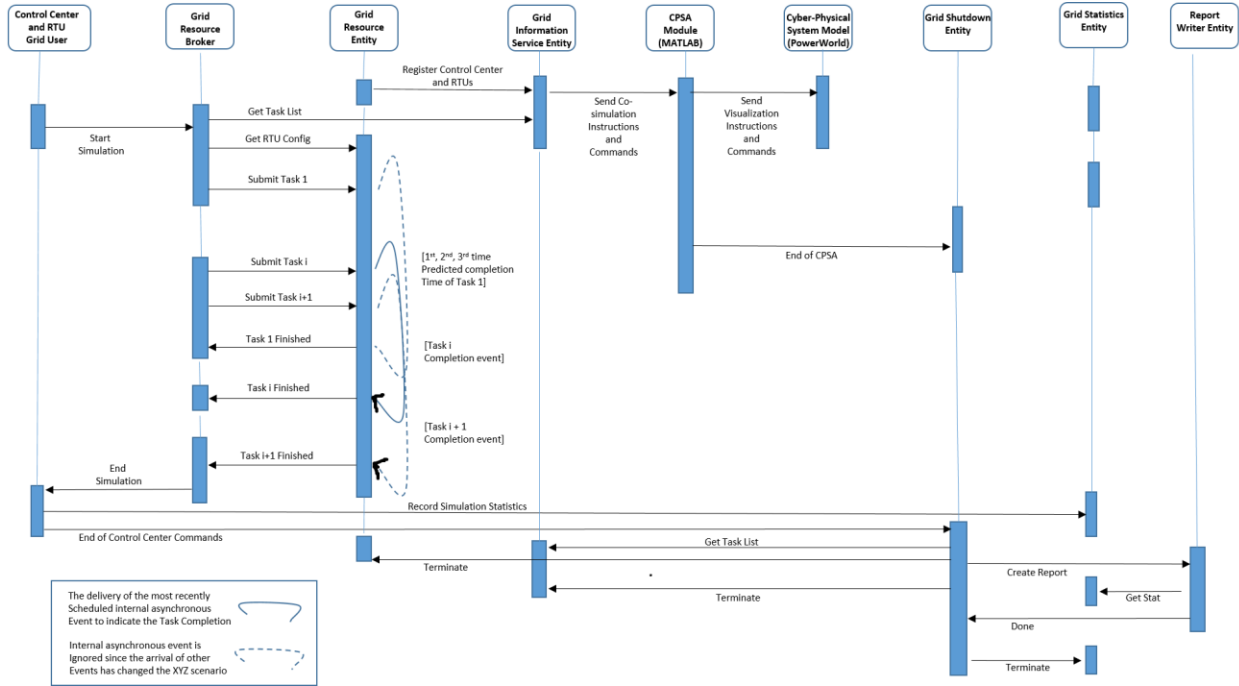 Control Center
and RTU
Grid User
Grid
Resource
Broker
Grid
Resource
Entity
Grid
Information
Service Entity
CPSA
Module
(MATLAB)
Cyber-Physical
System Model
(PowerWorld)
Grid Shutdown
Entity
Grid Statistics
Entity
Report
Writer Entity
Register Control Center
and RTUs
Send Co-
simulation
Instructions
and
Commands
Send
Visualization
Instructions
and
Commands
Get Task List
Start
Simulation
Get RTU Config
Submit Task 1
End of CPSA
[1st, 2nd, 3rd time
Predicted completion
Time of Task 1]
Submit Task i
Submit Task i+1
Task 1 Finished
[Task i
Completion event]
Task i Finished
[Task i + 1
Completion event]
Task i+1 Finished
End
Simulation
Record Simulation Statistics
End of Control Center Commands
Get Task List
Terminate
Create Report
Terminate
Get Stat
Done
Terminate
The delivery of the most recently
Scheduled internal asynchronous
Event to indicate the Task Completion
Internal asynchronous event is
Ignored since the arrival of other
Events has changed the XYZ scenario